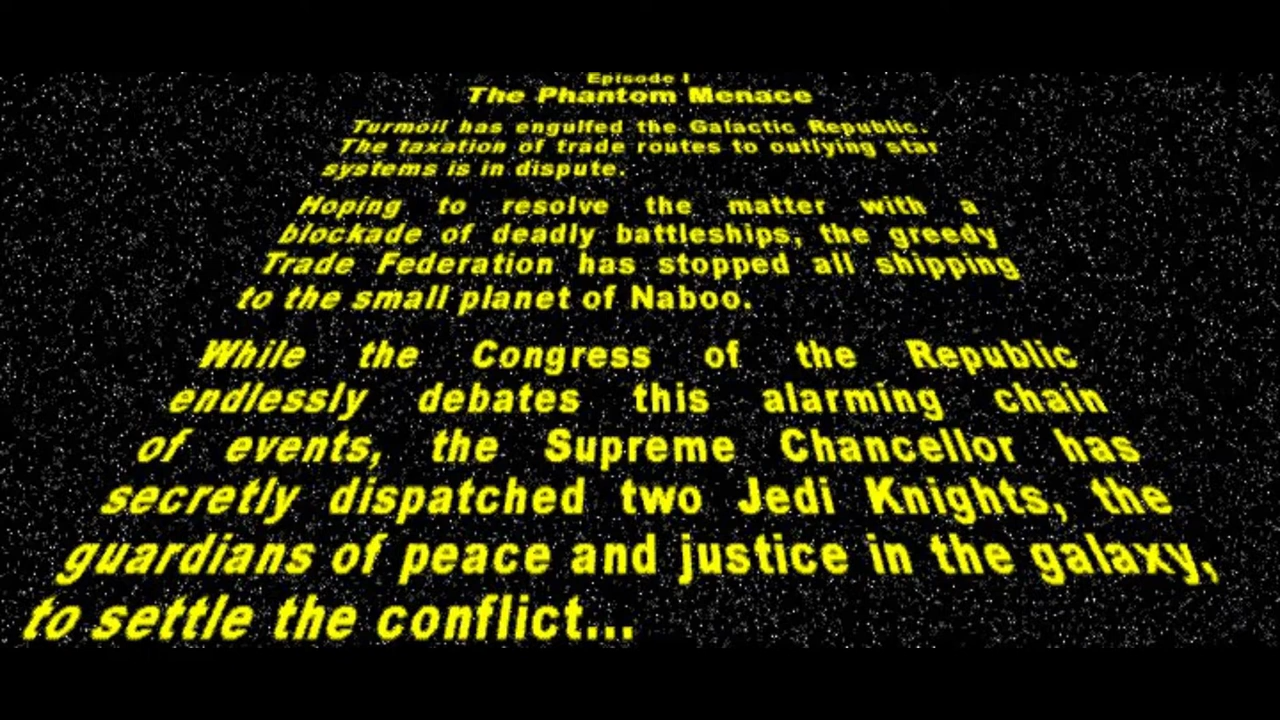 Episode I
The Phantom Menace
Turmoil has engulfed the Galactic Republic.
The taxation of trade routes to outlying star
systems is in dispute.
Hoping to resolve the matter with a
blockade of deadly battleships, the greedy
Trade Federation has stopped all shipping
to the small planet of Naboo.
While the Congress of the Republic
endlessly debates this alarming chain
of events, the Supreme Chancellor has
secretly dispatched two Jedi Knights, the
guardians of peace and justice in the galaxy,
to settle the conflict...